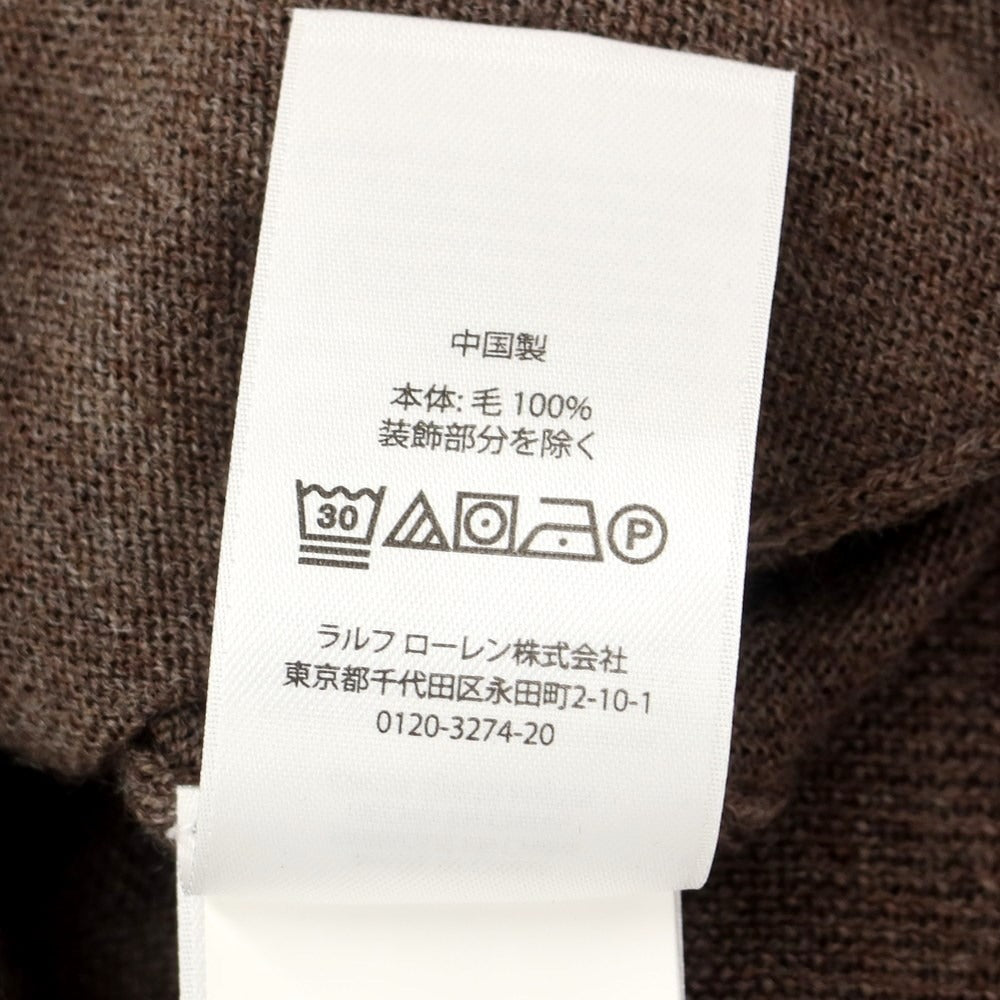 中国製
本体: 毛 100%
装飾部分を除く
30 P
ラルフ ローレン株式会社
東京都千代田区永田町2-10-1
0120-3274-20